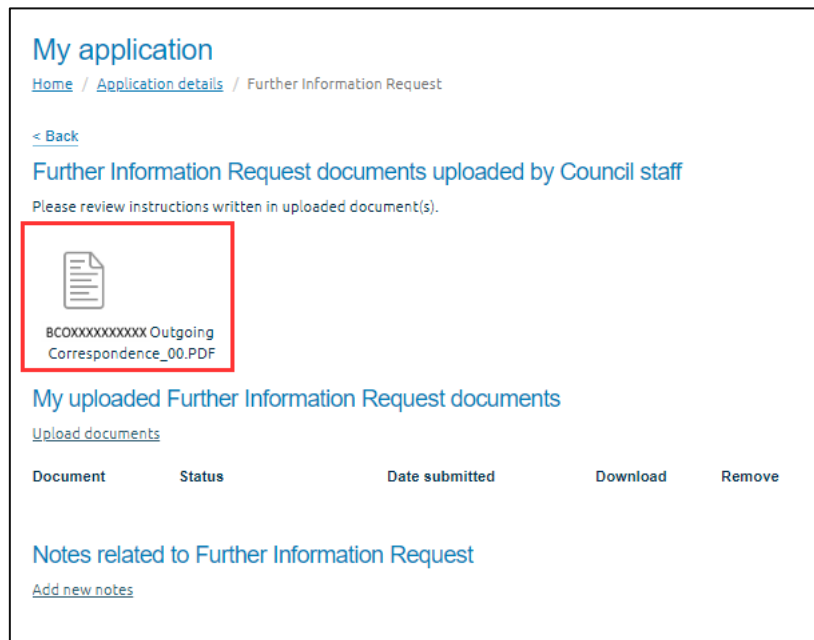 My application
Home / Application details / Further Information Request
< Back
Further Information Request documents uploaded by Council staff
Please review instructions written in uploaded document(s).
BCOXXXXXXXXXX Outgoing
Correspondence_00.PDF
My uploaded Further Information Request documents
Upload documents
Document Status Date submitted Download Remove
Notes related to Further Information Request
Add new notes